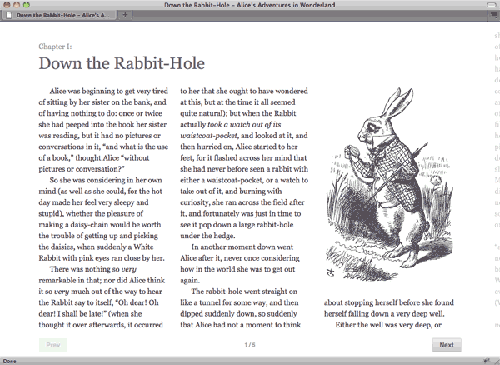 Down the Rabbit-Hole – Alice's Adventures in Wonderland
Down the Rabbit-Hole – Alice's A...
Chapter 1:
Down the Rabbit-Hole
Alice was beginning to get very tired
of sitting by her sister on the bank, and
of having nothing to do: once or twice
she had peeped into the book her sister
was reading, but it had no pictures or
conversations in it, "and what is the use
of a book," thought Alice "without
pictures or conversation?"
So she was considering in her own
mind (as well as she could, for the hot
day made her feel very sleepy and
stupid), whether the pleasure of
making a daisy-chain would be worth
the trouble of getting up and picking
the daisies, when suddenly a White
Rabbit with pink eyes ran close by her.
There was nothing so very
remarkable in that; nor did Alice think
it so very much out of the way to hear
the Rabbit say to itself, "Oh dear! Oh
dear! I shall be late!" (when she
thought it over afterwards, it occurred
to her that she ought to have wondered
at this, but at the time it all seemed
quite natural); but when the Rabbit
actually took a watch out of its
waistcoat-pocket, and looked at it, and
then hurried on, Alice started to her
feet, for it flashed across her mind that
she had never before seen a rabbit with
either a waistcoat-pocket, or a watch to
take out of it, and burning with
curiosity, she ran across the field after
it, and fortunately was just in time to
see it pop down a large rabbit-hole
under the hedge.
In another moment down went
Alice after it, never once considering
how in the world she was to get out
again.
The rabbit-hole went straight on
like a tunnel for some way, and then
dipped suddenly down, so suddenly
that Alice had not a moment to think
about stopping herself before she found
herself falling down a very deep well.
Either the well was very deep, or
Prev
1/5
Next
Done